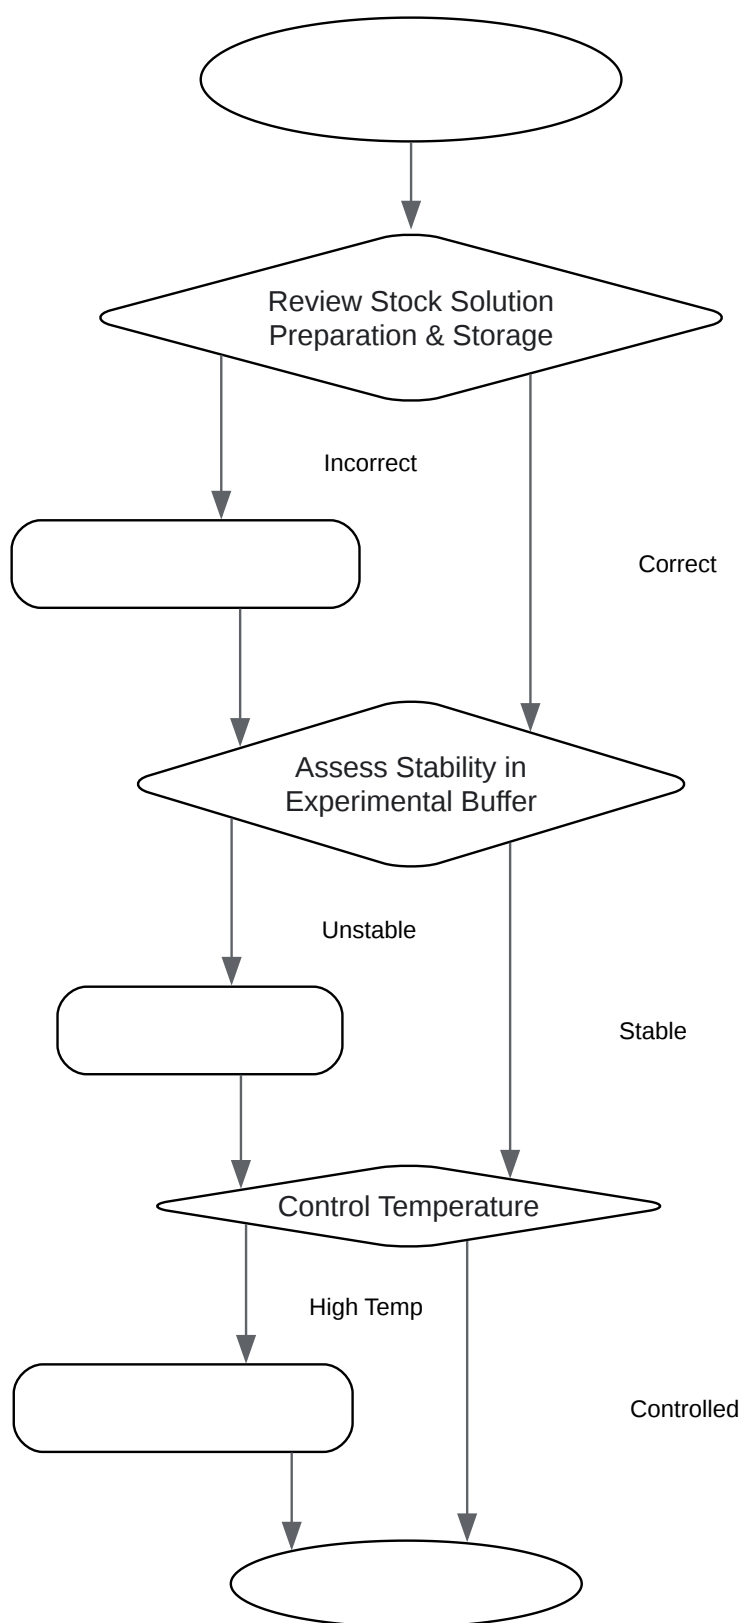 Review Stock Solution
Preparation & Storage
Incorrect
Correct
Assess Stability in
Experimental Buffer
Unstable
Stable
Control Temperature
High Temp
Controlled